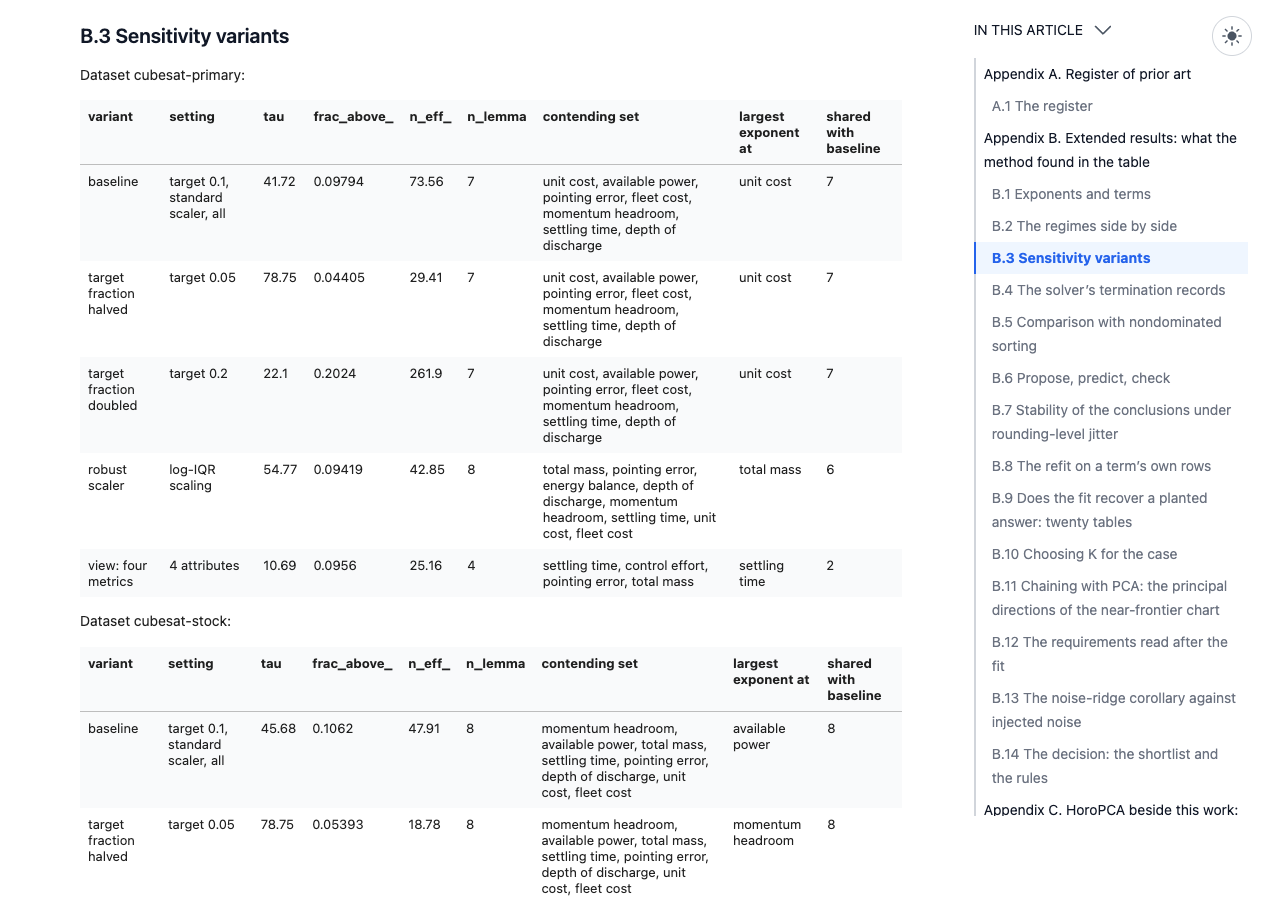 B.3 Sensitivity variants
Dataset cubesat-primary:
variant setting tau frac_above_ n_eff_ n_lemma contending set largest exponent at shared with baseline
baseline target 0.1, standard scaler, all 41.72 0.09794 73.56 7 unit cost, available power, pointing error, fleet cost, momentum headroom, settling time, depth of discharge unit cost 7
target fraction halved target 0.05 78.75 0.04405 29.41 7 unit cost, available power, pointing error, fleet cost, momentum headroom, settling time, depth of discharge unit cost 7
target fraction doubled target 0.2 22.1 0.2024 261.9 7 unit cost, available power, pointing error, fleet cost, momentum headroom, settling time, depth of discharge unit cost 7
robust scaler log-IQR scaling 54.77 0.09419 42.85 8 total mass, pointing error, energy balance, depth of discharge, momentum headroom, settling time, unit cost, fleet cost total mass 6
view: four metrics 4 attributes 10.69 0.0956 25.16 4 settling time, control effort, pointing error, total mass settling time 2
Dataset cubesat-stock:
variant setting tau frac_above_ n_eff_ n_lemma contending set largest exponent at shared with baseline
baseline target 0.1, standard scaler, all 45.68 0.1062 47.91 8 momentum headroom, available power, total mass, settling time, pointing error, depth of discharge, unit cost, fleet cost available power 8
target fraction halved target 0.05 78.75 0.05393 18.78 8 momentum headroom, available power, total mass, settling time, pointing error, depth of discharge, unit cost, fleet cost momentum headroom 8
IN THIS ARTICLE
Appendix A. Register of prior art
A.1 The register
Appendix B. Extended results: what the
method found in the table
B.1 Exponents and terms
B.2 The regimes side by side
B.3 Sensitivity variants
B.4 The solver’s termination records
B.5 Comparison with nondominated
sorting
B.6 Propose, predict, check
B.7 Stability of the conclusions under
rounding-level jitter
B.8 The refit on a term’s own rows
B.9 Does the fit recover a planted
answer: twenty tables
B.10 Choosing K for the case
B.11 Chaining with PCA: the principal
directions of the near-frontier chart
B.12 The requirements read after the
fit
B.13 The noise-ridge corollary against
injected noise
B.14 The decision: the shortlist and
the rules
Appendix C. HoroPCA beside this work: